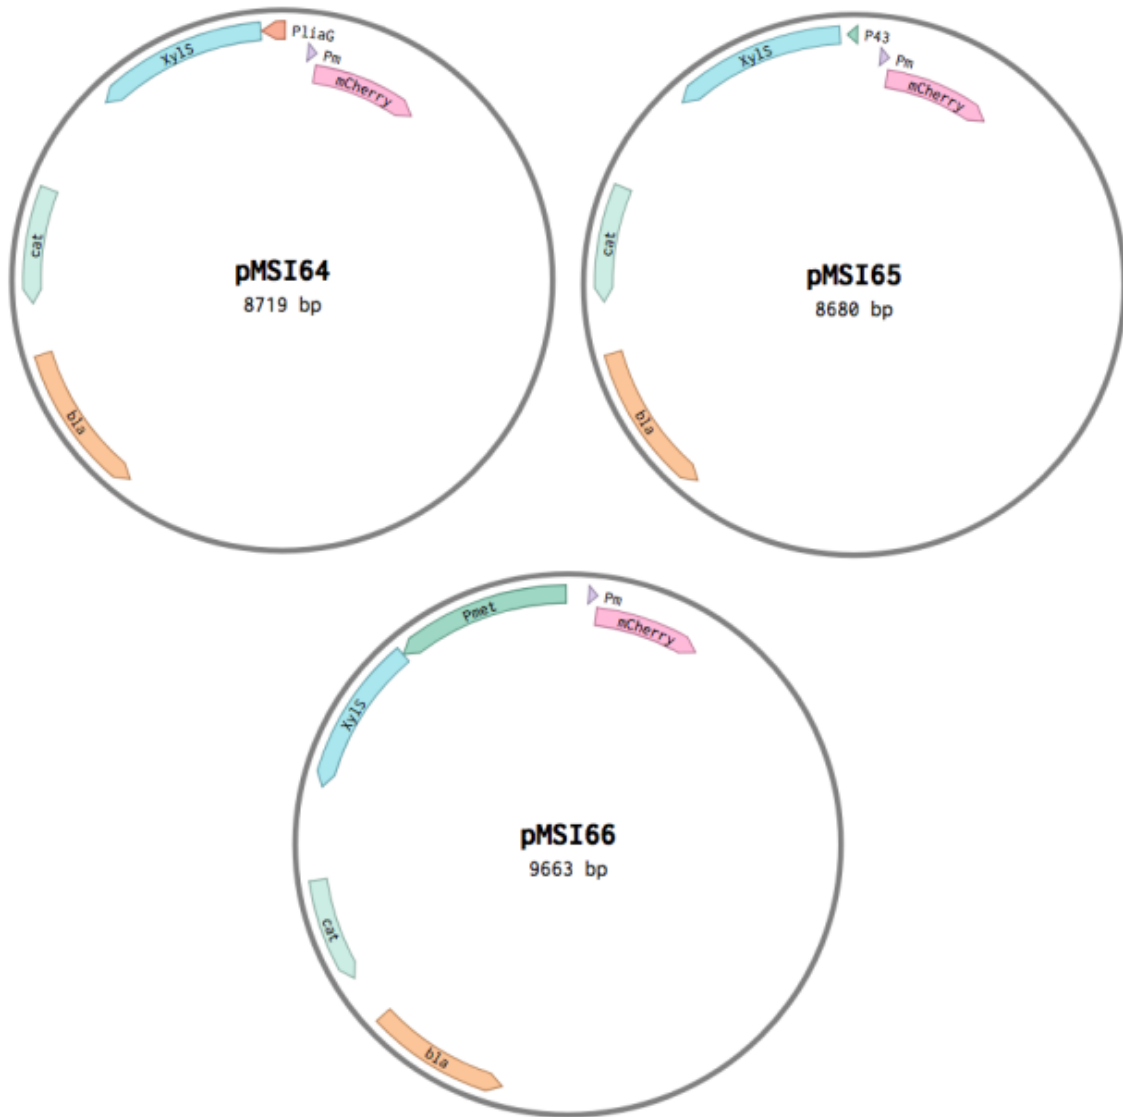 PliaG
XylS
Pm
mCherry
cat
pMSI64
8719 bp
bla
P43
XylS
Pm
mCherry
cat
pMSI65
8680 bp
bla
Pmet
Pm
mCherry
XylS
pMSI66
9663 bp
cat
bla